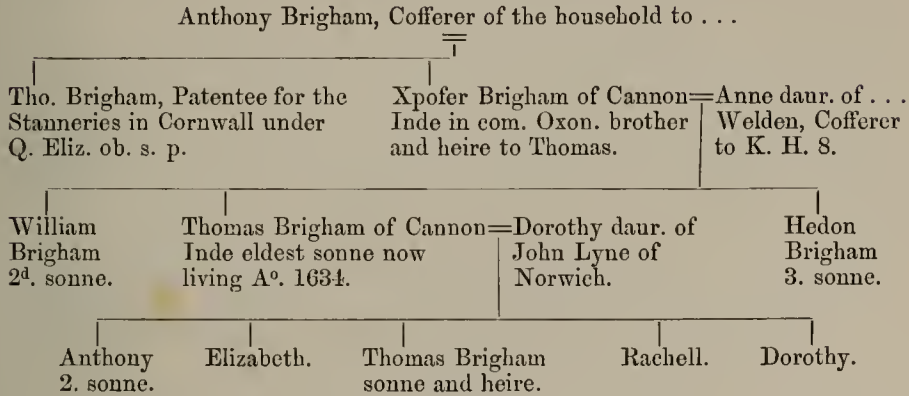 Anthony Brigham, Cofferer of the household to . . .
Tho. Brigham, Patentee for the
Stanneries in Cornwall under
Q. Eliz. ob. s. p.
Xpofer Brigham of Cannon=Anne daur. of . . .
Inde in com. Oxon. brother
and heire to Thomas.
Welden, Cofferer
to K. H. 8.
William
Brigham
2d. sonne.
Thomas Brigham of Cannon=Dorothy daur. of
Inde eldest sonne now
living Ao. 1634.
John Lyne of
Norwich.
Hedon
Brigham
3. sonne.
Anthony
2. sonne.
Elizabeth.
Thomas Brigham
sonne and heire.
Rachell.
Dorothy.